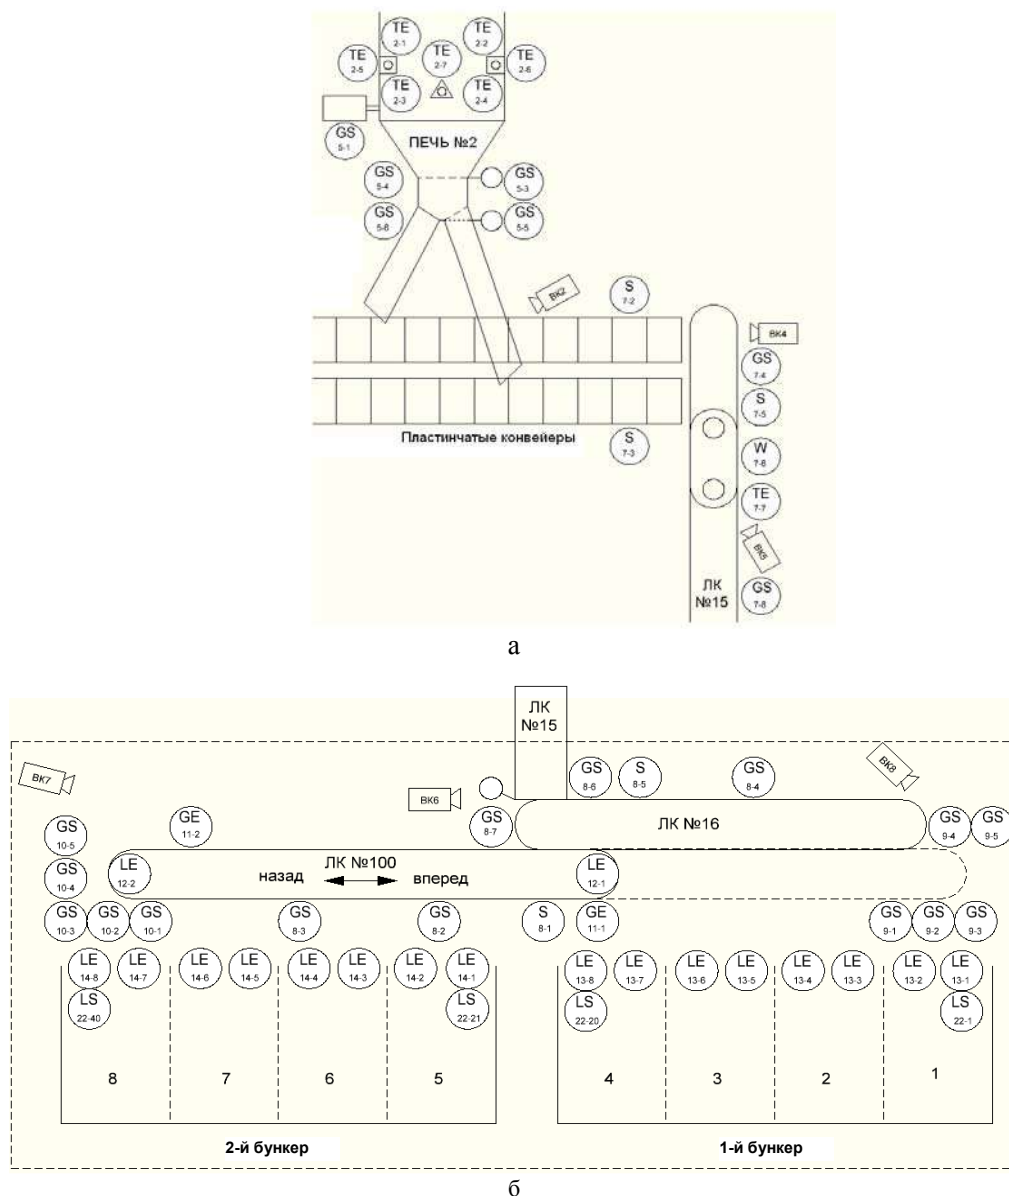 TE 2-1
TE 2-2
TE 2-5
TE 2-7
TE 2-6
TE 2-3
TE 2-4
GS 5-1
ПЕЧЬ №2
GS 5-4
GS 5-3
GS 5-5
ВК2
S 7-2
ВК4
GS 7-4
S 7-5
Пластинчатые конвейеры
S 7-3
W
TE 7-7
ВК5
ЛК
№15
GS
а
ЛК
№15
ВК7
ВК6
GS 8-6
S 8-5
GS 8-4
ВК8
GS 10-5
GE 11-2
GS 8-7
ЛК №16
GS 9-4
GS 9-5
GS 10-4
LE 12-2
ЛК №100
назад
вперед
LE 12-1
GS 10-3
GS 10-2
GS 10-1
GS 8-3
GS 8-2
S 8-1
GE 11-1
GS 9-1
GS 9-2
GS 9-3
LE 14-8
LE 14-7
LE 14-6
LE 14-5
LE 14-4
LE 14-3
LE 14-2
LE 14-1
LE 13-8
LE 13-7
LE 13-6
LE 13-5
LE 13-4
LE 13-3
LE 13-2
LE 13-1
LS 22-40
LS 22-21
LS 22-20
LS 22-1
8
7
6
5
4
3
2
1
2-й бункер
1-й бункер
б